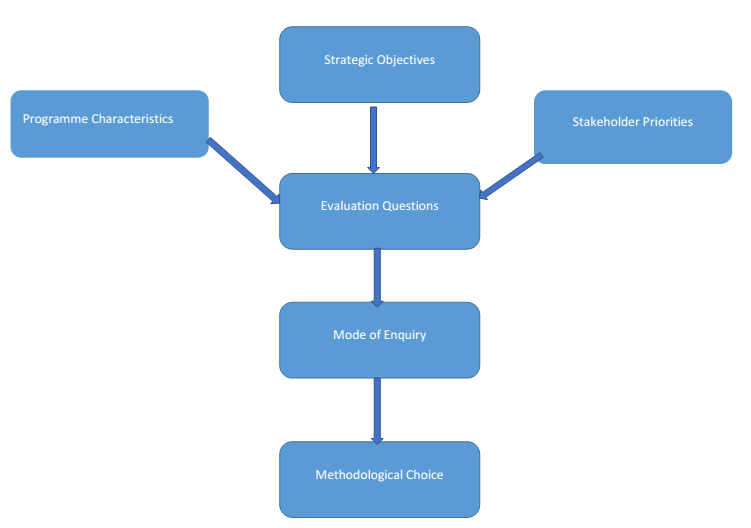 Strategic Objectives
Programme Characteristics
Stakeholder Priorities
Evaluation Questions
Mode of Enquiry
Methodological Choice